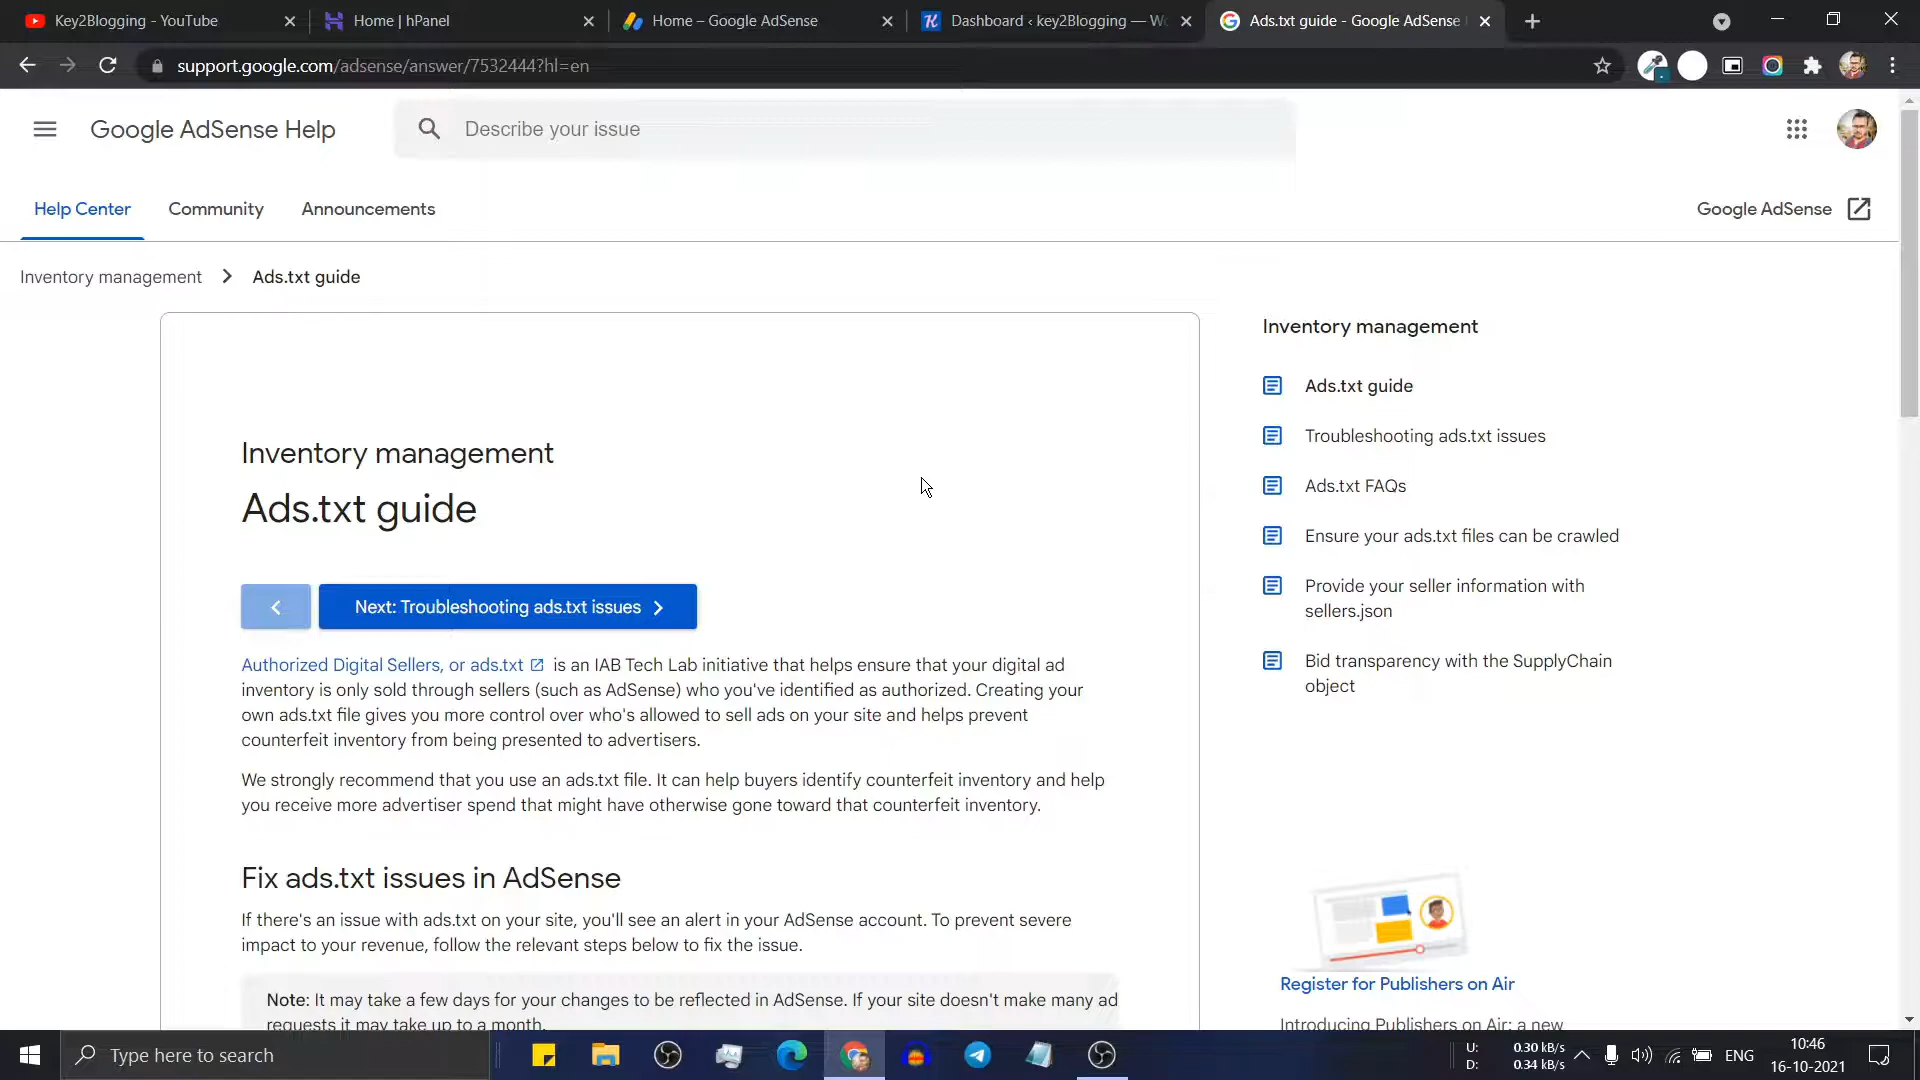 Key2Blogging - YouTube
Home | hPanel
Home – Google AdSense
Dashboard ‹ key2Blogging — W
Ads.txt guide - Google AdSense
support.google.com/adsense/answer/7532444?hl=en
Google AdSense Help
Describe your issue
Help Center
Community
Announcements
Google AdSense
Inventory management
Ads.txt guide
Inventory management
Ads.txt guide
Next: Troubleshooting ads.txt issues
Authorized Digital Sellers, or ads.txt is an IAB Tech Lab initiative that helps ensure that your digital ad
inventory is only sold through sellers (such as AdSense) who you've identified as authorized. Creating your
own ads.txt file gives you more control over who's allowed to sell ads on your site and helps prevent
counterfeit inventory from being presented to advertisers.
We strongly recommend that you use an ads.txt file. It can help buyers identify counterfeit inventory and help
you receive more advertiser spend that might have otherwise gone toward that counterfeit inventory.
Fix ads.txt issues in AdSense
If there's an issue with ads.txt on your site, you'll see an alert in your AdSense account. To prevent severe
impact to your revenue, follow the relevant steps below to fix the issue.
Note: It may take a few days for your changes to be reflected in AdSense. If your site doesn't make many ad
requests it may take up to a month.
Inventory management
Ads.txt guide
Troubleshooting ads.txt issues
Ads.txt FAQs
Ensure your ads.txt files can be crawled
Provide your seller information with
sellers.json
Bid transparency with the SupplyChain
object
Register for Publishers on Air
Introducing Publishers on Air: a new
Type here to search
U: 0.30 kB/s
D: 0.34 kB/s
ENG
10:46
16-10-2021